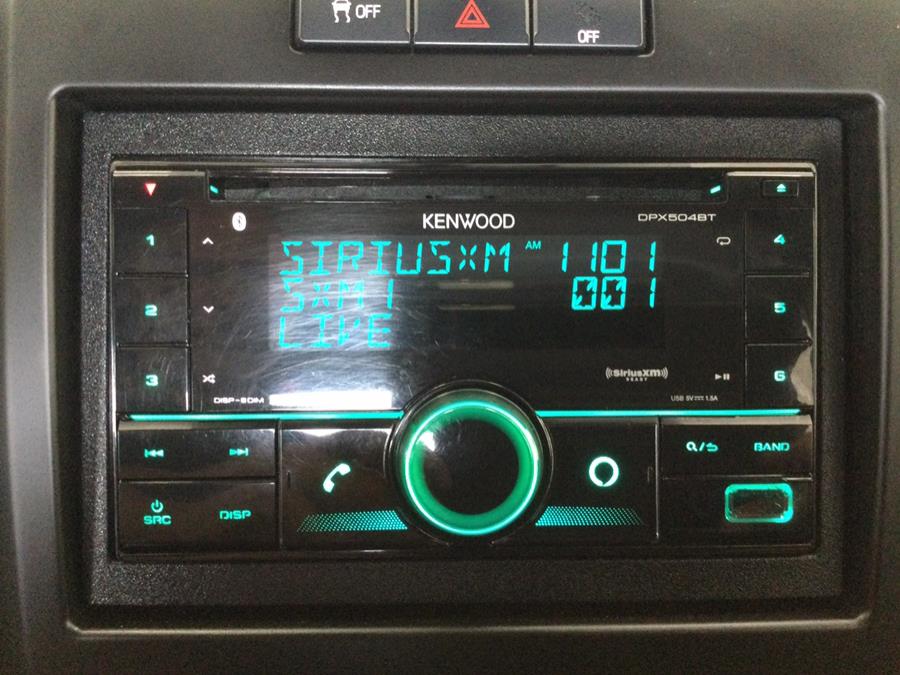 OFF
OFF
KENWOOD
DPX504BT
1
4
SIRIUSXM AM 1101
SXM1 001
2
5
LIVE
3
6
((SiriusXM))
READY
DISP-8DIM
USB 5V 1.5A
/
BAND
SRC
DISP